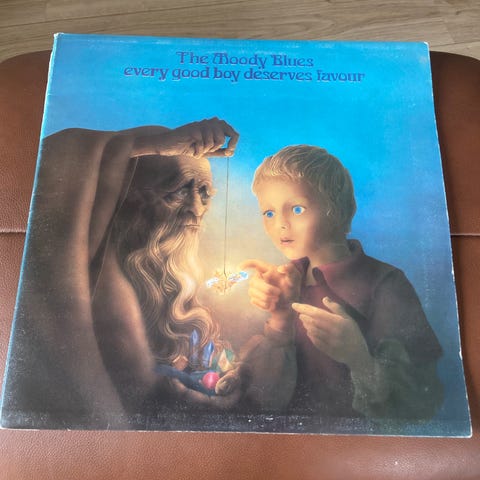 The Moody Blues
every good boy deserves favour